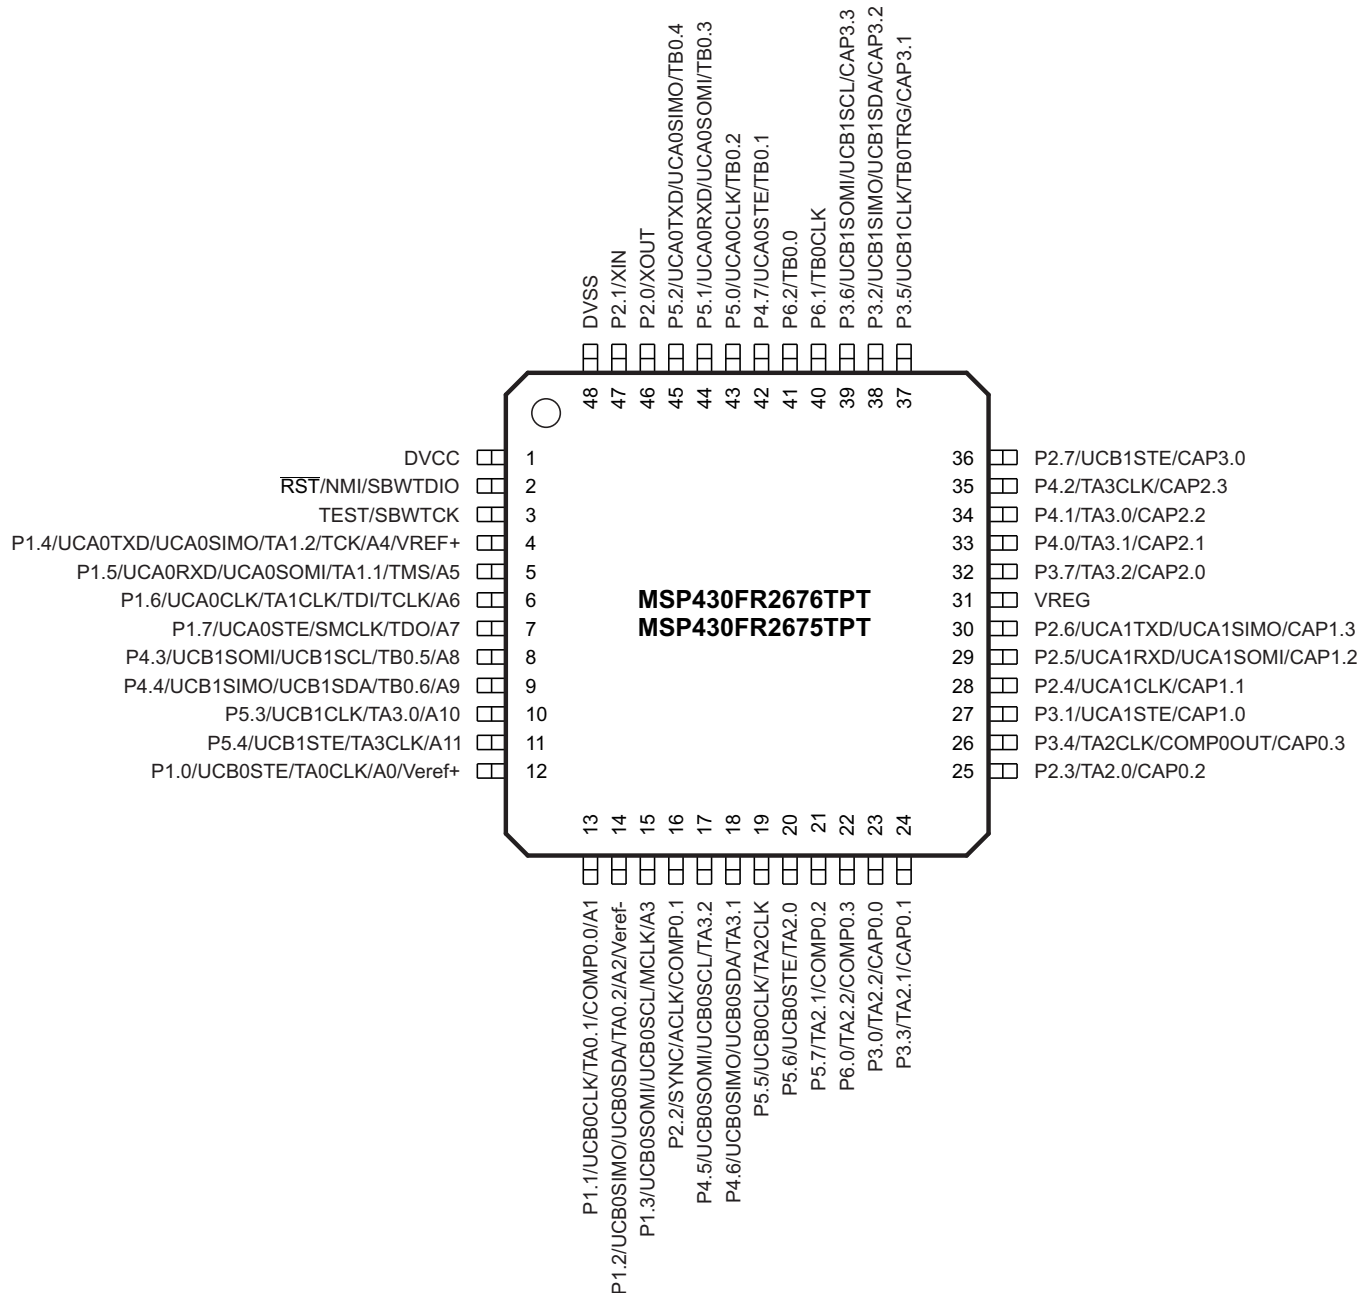 DVSS
P2.1/XIN
P2.0/XOUT
P5.2/UCA0TXD/UCA0SIMO/TB0.4
P5.1/UCA0RXD/UCA0SOMI/TB0.3
P5.0/UCA0CLK/TB0.2
P4.7/UCA0STE/TB0.1
P6.2/TB0.0
P6.1/TB0CLK
P3.6/UCB1SOMI/UCB1SCL/CAP3.3
P3.2/UCB1SIMO/UCB1SDA/CAP3.2
P3.5/UCB1CLK/TB0TRG/CAP3.1
48 47 46 45 44 43 42 41 40 39 38 37
DVCC 1
RST/NMI/SBWTDIO 2
TEST/SBWTCK 3
P1.4/UCA0TXD/UCA0SIMO/TA1.2/TCK/A4/VREF+ 4
P1.5/UCA0RXD/UCA0SOMI/TA1.1/TMS/A5 5
P1.6/UCA0CLK/TA1CLK/TDI/TCLK/A6 6
P1.7/UCA0STE/SMCLK/TDO/A7 7
P4.3/UCB1SOMI/UCB1SCL/TB0.5/A8 8
P4.4/UCB1SIMO/UCB1SDA/TB0.6/A9 9
P5.3/UCB1CLK/TA3.0/A10 10
P5.4/UCB1STE/TA3CLK/A11 11
P1.0/UCB0STE/TA0CLK/A0/Veref+ 12
MSP430FR2676TPT
MSP430FR2675TPT
36 P2.7/UCB1STE/CAP3.0
35 P4.2/TA3CLK/CAP2.3
34 P4.1/TA3.0/CAP2.2
33 P4.0/TA3.1/CAP2.1
32 P3.7/TA3.2/CAP2.0
31 VREG
30 P2.6/UCA1TXD/UCA1SIMO/CAP1.3
29 P2.5/UCA1RXD/UCA1SOMI/CAP1.2
28 P2.4/UCA1CLK/CAP1.1
27 P3.1/UCA1STE/CAP1.0
26 P3.4/TA2CLK/COMP0OUT/CAP0.3
25 P2.3/TA2.0/CAP0.2
13 14 15 16 17 18 19 20 21 22 23 24
P1.1/UCB0CLK/TA0.1/COMP0.0/A1
P1.2/UCB0SIMO/UCB0SDA/TA0.2/A2/Veref-
P1.3/UCB0SOMI/UCB0SCL/MCLK/A3
P2.2/SYNC/ACLK/COMP0.1
P4.5/UCB0SOMI/UCB0SCL/TA3.2
P4.6/UCB0SIMO/UCB0SDA/TA3.1
P5.5/UCB0CLK/TA2CLK
P5.6/UCB0STE/TA2.0
P5.7/TA2.1/COMP0.2
P6.0/TA2.2/COMP0.3
P3.0/TA2.2/CAP0.0
P3.3/TA2.1/CAP0.1